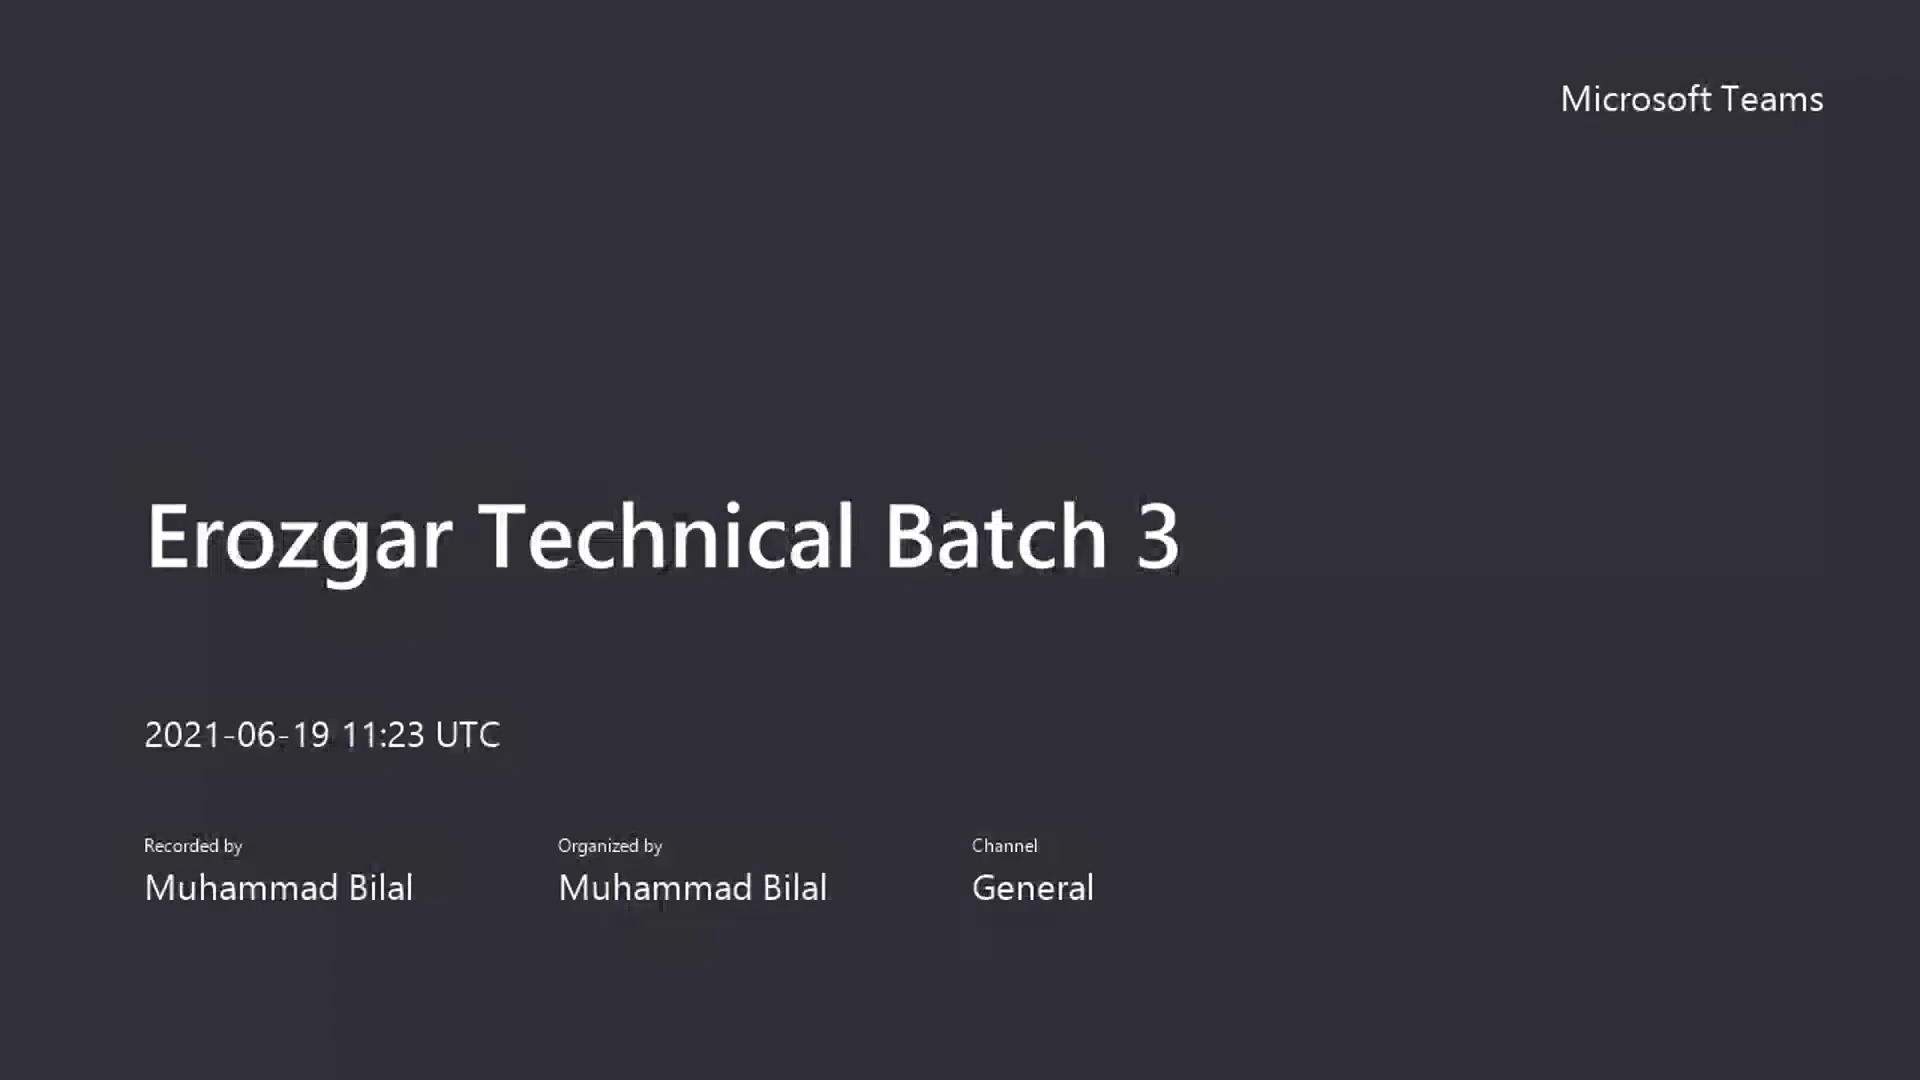 Microsoft Teams
Erozgar Technical Batch 3
2021-06-19 11:23 UTC
Recorded by
Muhammad Bilal
Organized by
Muhammad Bilal
Channel
General